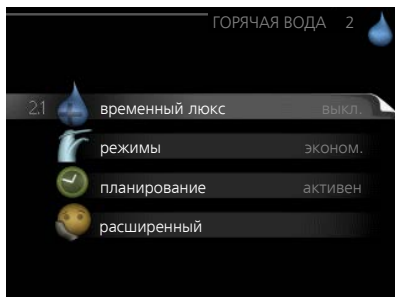 ГОРЯЧАЯ ВОДА 2
2.1 временный люкс выкл.
режимы эконом.
планирование активен
расширенный